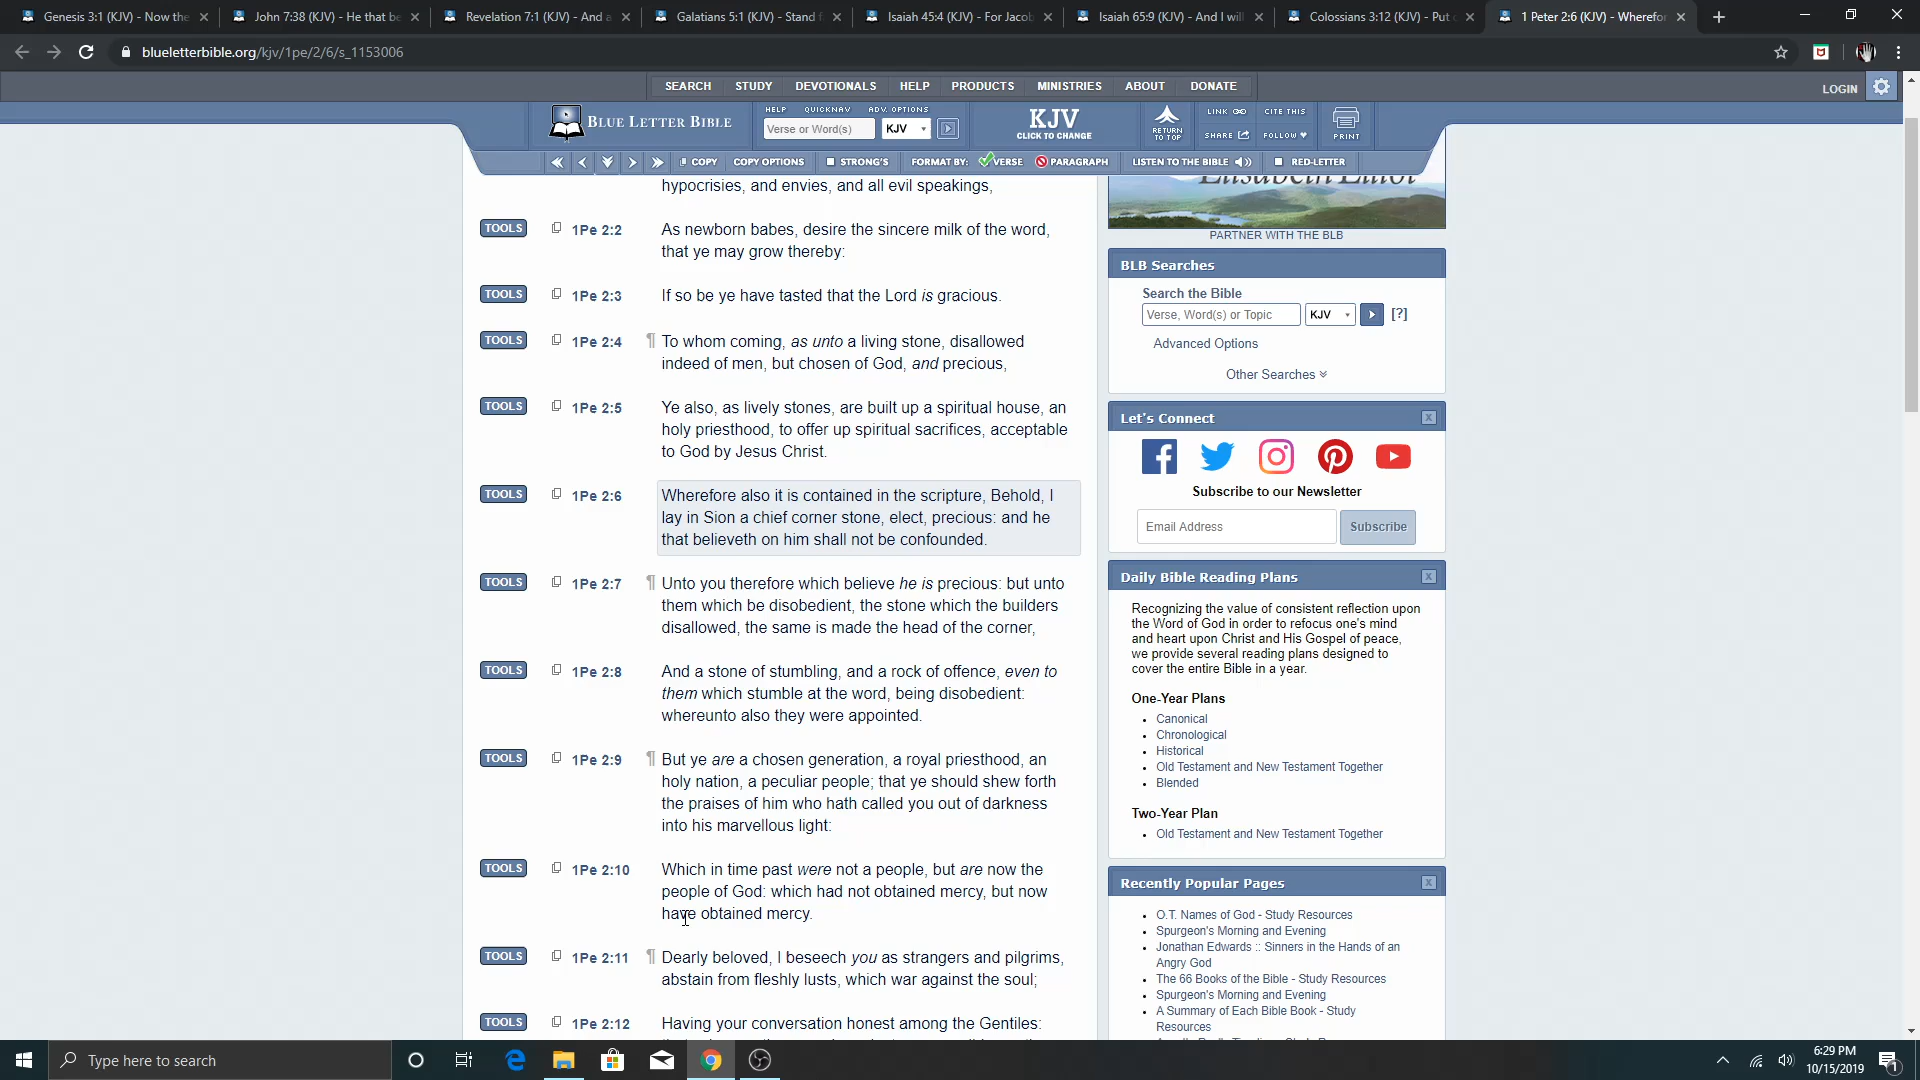 Genesis 3:1 (KJV) - Now the
John 7:38 (KJV) - He that be
Revelation 7:1 (KJV) - And a
Galatians 5:1 (KJV) - Stand f
Isaiah 45:4 (KJV) - For Jacob
Isaiah 65:9 (KJV) - And I will
Colossians 3:12 (KJV) - Put o
1 Peter 2:6 (KJV) - Wherefor
blueletterbible.org/kjv/1pe/2/6/s_1153006
SEARCH STUDY DEVOTIONALS HELP PRODUCTS MINISTRIES ABOUT DONATE
LOGIN
BLUE LETTER BIBLE
HELP QUICKNAV ADV. OPTIONS
Verse or Word(s) KJV
KJV
CLICK TO CHANGE
RETURN
TO TOP
LINK CITE THIS
SHARE FOLLOW
PRINT
COPY COPY OPTIONS STRONG'S FORMAT BY: VERSE PARAGRAPH LISTEN TO THE BIBLE RED-LETTER
hypocrisies, and envies, and all evil speakings,
TOOLS 1Pe 2:2 As newborn babes, desire the sincere milk of the word,
that ye may grow thereby:
TOOLS 1Pe 2:3 If so be ye have tasted that the Lord is gracious.
TOOLS 1Pe 2:4 ¶ To whom coming, as unto a living stone, disallowed
indeed of men, but chosen of God, and precious,
TOOLS 1Pe 2:5 Ye also, as lively stones, are built up a spiritual house, an
holy priesthood, to offer up spiritual sacrifices, acceptable
to God by Jesus Christ.
TOOLS 1Pe 2:6 Wherefore also it is contained in the scripture, Behold, I
lay in Sion a chief corner stone, elect, precious: and he
that believeth on him shall not be confounded.
TOOLS 1Pe 2:7 ¶ Unto you therefore which believe he is precious: but unto
them which be disobedient, the stone which the builders
disallowed, the same is made the head of the corner,
TOOLS 1Pe 2:8 And a stone of stumbling, and a rock of offence, even to
them which stumble at the word, being disobedient:
whereunto also they were appointed.
TOOLS 1Pe 2:9 ¶ But ye are a chosen generation, a royal priesthood, an
holy nation, a peculiar people; that ye should shew forth
the praises of him who hath called you out of darkness
into his marvellous light:
TOOLS 1Pe 2:10 Which in time past were not a people, but are now the
people of God: which had not obtained mercy, but now
have obtained mercy.
TOOLS 1Pe 2:11 ¶ Dearly beloved, I beseech you as strangers and pilgrims,
abstain from fleshly lusts, which war against the soul;
TOOLS 1Pe 2:12 Having your conversation honest among the Gentiles:
Elisabeth Elliot
PARTNER WITH THE BLB
BLB Searches
Search the Bible
Verse, Word(s) or Topic KJV [?]
Advanced Options
Other Searches
Let's Connect X
Subscribe to our Newsletter
Email Address Subscribe
Daily Bible Reading Plans X
Recognizing the value of consistent reflection upon
the Word of God in order to refocus one's mind
and heart upon Christ and His Gospel of peace,
we provide several reading plans designed to
cover the entire Bible in a year.
One-Year Plans
• Canonical
• Chronological
• Historical
• Old Testament and New Testament Together
• Blended
Two-Year Plan
• Old Testament and New Testament Together
Recently Popular Pages X
• O.T. Names of God - Study Resources
• Spurgeon's Morning and Evening
• Jonathan Edwards :: Sinners in the Hands of an
Angry God
• The 66 Books of the Bible - Study Resources
• Spurgeon's Morning and Evening
• A Summary of Each Bible Book - Study
Resources
Type here to search
6:29 PM
10/15/2019
1